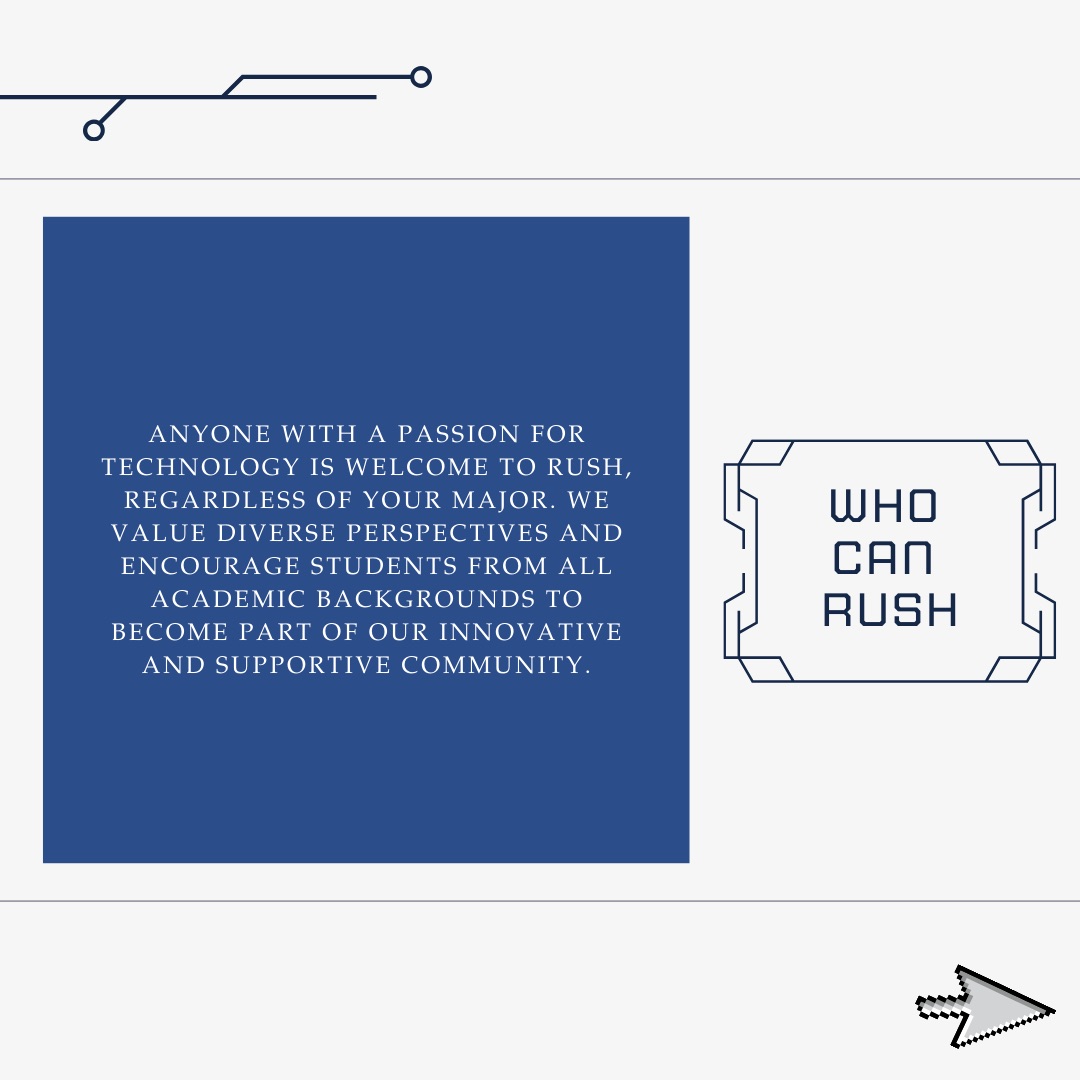 ANYONE WITH A PASSION FOR
TECHNOLOGY IS WELCOME TO RUSH,
REGARDLESS OF YOUR MAJOR. WE
VALUE DIVERSE PERSPECTIVES AND
ENCOURAGE STUDENTS FROM ALL
ACADEMIC BACKGROUNDS TO
BECOME PART OF OUR INNOVATIVE
AND SUPPORTIVE COMMUNITY.
WHO
CAN
RUSH